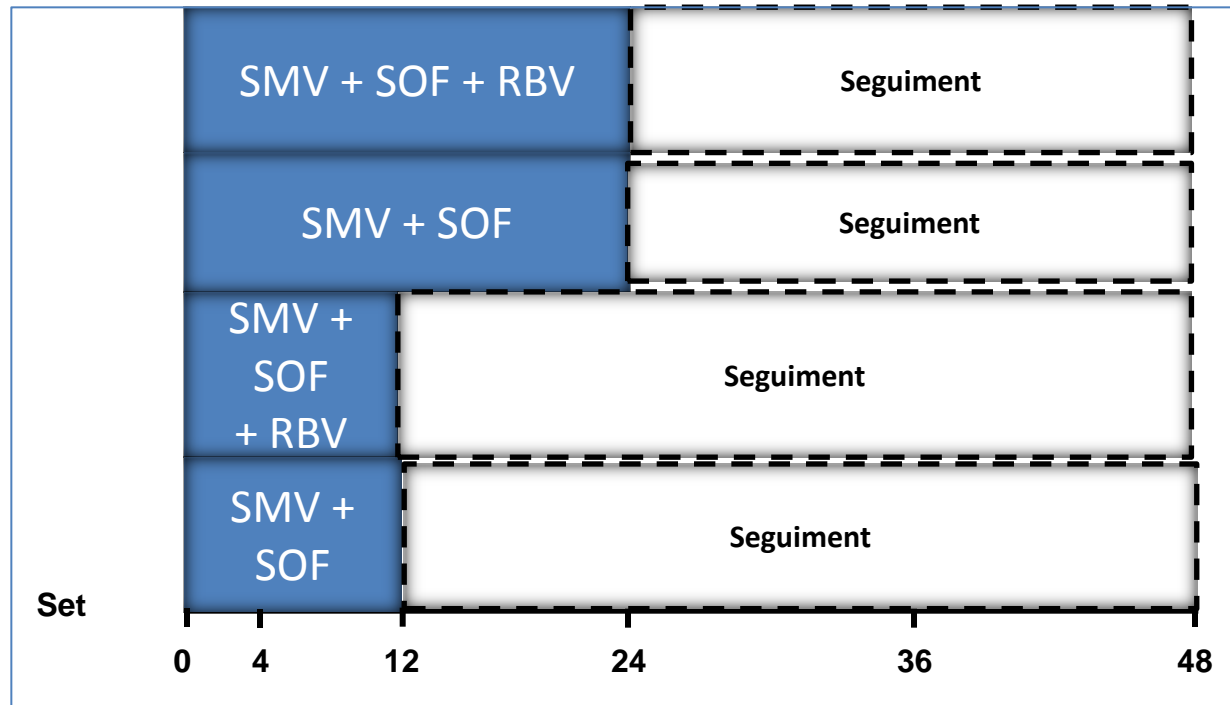 SMV + SOF + RBV
Seguiment
SMV + SOF
Seguiment
SMV +
SOF
+ RBV
Seguiment
SMV +
SOF
Seguiment
Set
0 4 12 24 36 48